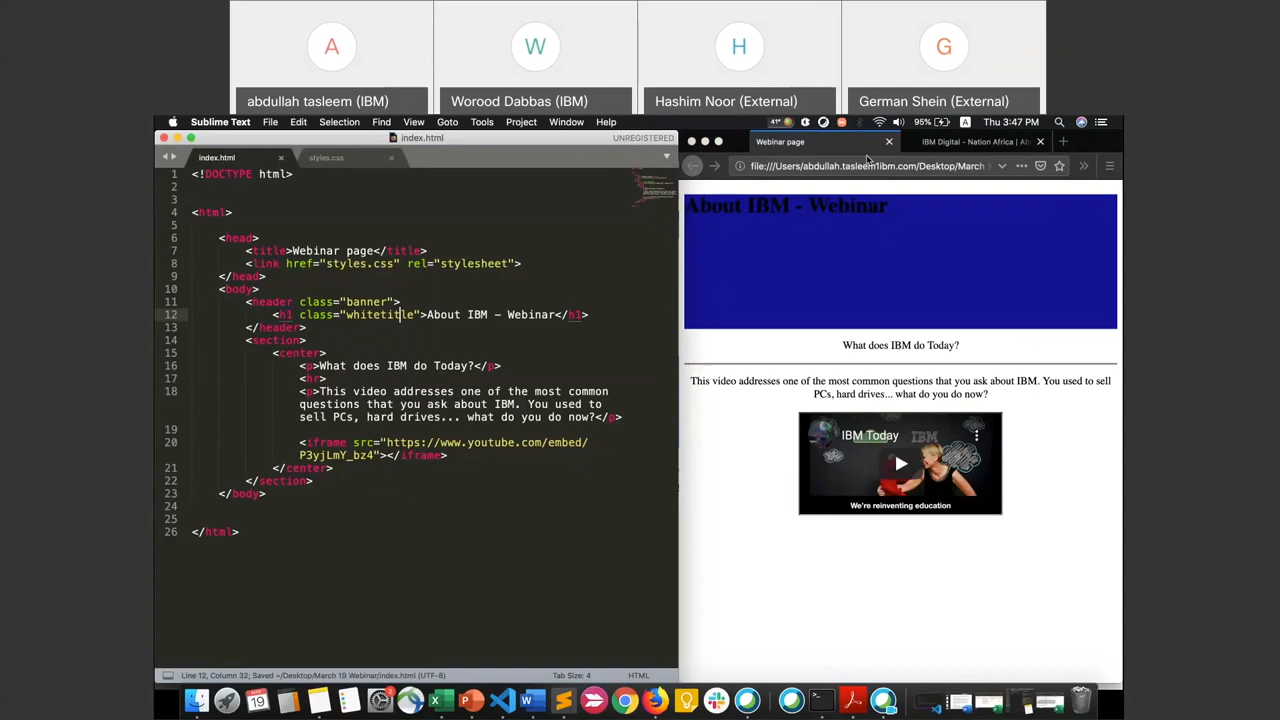 A
W
H
G
abdullah tasleem (IBM)
Worood Dabbas (IBM)
Hashim Noor (External)
German Shein (External)
Sublime Text File Edit Selection Find View Goto Tools Project Window Help
41° 95% A Thu 3:47 PM
index.html
UNREGISTERED
index.html
styles.css
1 <!DOCTYPE html>
2
3
4 <html>
5
6 <head>
7 <title>Webinar page</title>
8 <link href="styles.css" rel="stylesheet">
9 </head>
10 <body>
11 <header class="banner">
12 <h1 class="whitetitle">About IBM - Webinar</h1>
13 </header>
14 <section>
15 <center>
16 <p>What does IBM do Today?</p>
17 <hr>
18 <p>This video addresses one of the most common
questions that you ask about IBM. You used to
sell PCs, hard drives... what do you do now?</p>
19
20 <iframe src="https://www.youtube.com/embed/
P3yjLmY_bz4"></iframe>
21 </center>
22 </section>
23 </body>
24
25
26 </html>
Line 12, Column 32; Saved ~/Desktop/March 19 Webinar/index.html (UTF-8)
Tab Size: 4
HTML
Webinar page
IBM Digital - Nation Africa | Ab
file:///Users/abdullah.tasleem1ibm.com/Desktop/March
About IBM - Webinar
What does IBM do Today?
This video addresses one of the most common questions that you ask about IBM. You used to sell
PCs, hard drives... what do you do now?
IBM Today
IBM
We're reinventing education
19
2